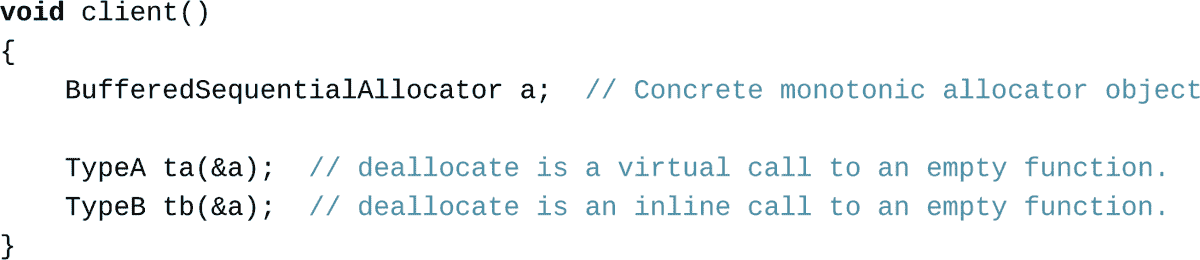 void client()
{
    BufferedSequentialAllocator a;  // Concrete monotonic allocator object

    TypeA ta(&a);  // deallocate is a virtual call to an empty function.
    TypeB tb(&a);  // deallocate is an inline call to an empty function.
}